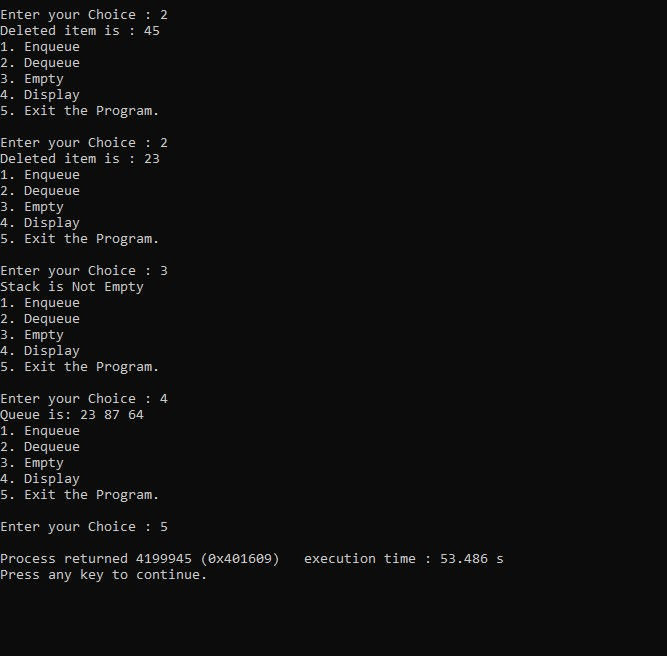 Enter your Choice : 2
Deleted item is : 45
1. Enqueue
2. Dequeue
3. Empty
4. Display
5. Exit the Program.
Enter your Choice : 2
Deleted item is : 23
1. Enqueue
2. Dequeue
3. Empty
4. Display
5. Exit the Program.
Enter your Choice : 3
Stack is Not Empty
1. Enqueue
2. Dequeue
3. Empty
4. Display
5. Exit the Program.
Enter your Choice : 4
Queue is: 23 87 64
1. Enqueue
2. Dequeue
3. Empty
4. Display
5. Exit the Program.
Enter your Choice : 5
Process returned 4199945 (0x401609)   execution time : 53.486 s
Press any key to continue.